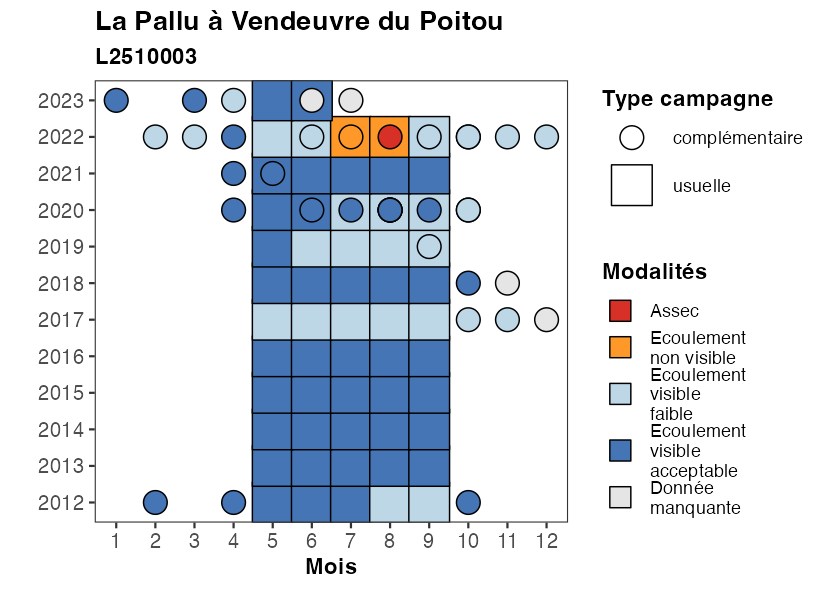 La Pallu à Vendeuvre du Poitou
L2510003
2023
2022
2021
2020
2019
2018
2017
2016
2015
2014
2013
2012
1 2 3 4 5 6 7 8 9 10 11 12
Mois
Type campagne
complémentaire
usuelle
Modalités
Assec
Ecoulement
non visible
Ecoulement
visible
faible
Ecoulement
visible
acceptable
Donnée
manquante